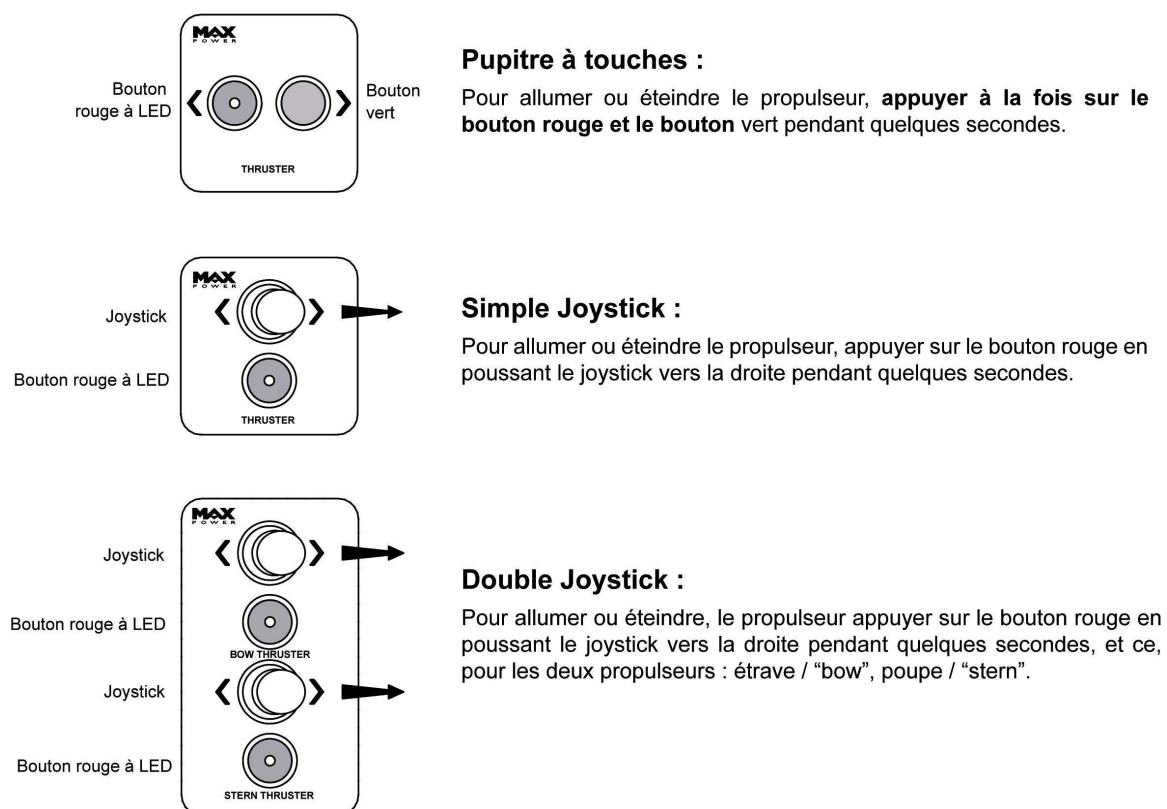 MAX
POWER
Bouton
rouge à LED
Bouton
vert
THRUSTER
Pupitre à touches :
Pour allumer ou éteindre le propulseur, appuyer à la fois sur le
bouton rouge et le bouton vert pendant quelques secondes.
MAX
POWER
Joystick
Bouton rouge à LED
THRUSTER
Simple Joystick :
Pour allumer ou éteindre le propulseur, appuyer sur le bouton rouge en
poussant le joystick vers la droite pendant quelques secondes.
MAX
POWER
Joystick
Bouton rouge à LED
BOW THRUSTER
Joystick
Bouton rouge à LED
STERN THRUSTER
Double Joystick :
Pour allumer ou éteindre, le propulseur appuyer sur le bouton rouge en
poussant le joystick vers la droite pendant quelques secondes, et ce,
pour les deux propulseurs : étrave / “bow”, poupe / “stern”.